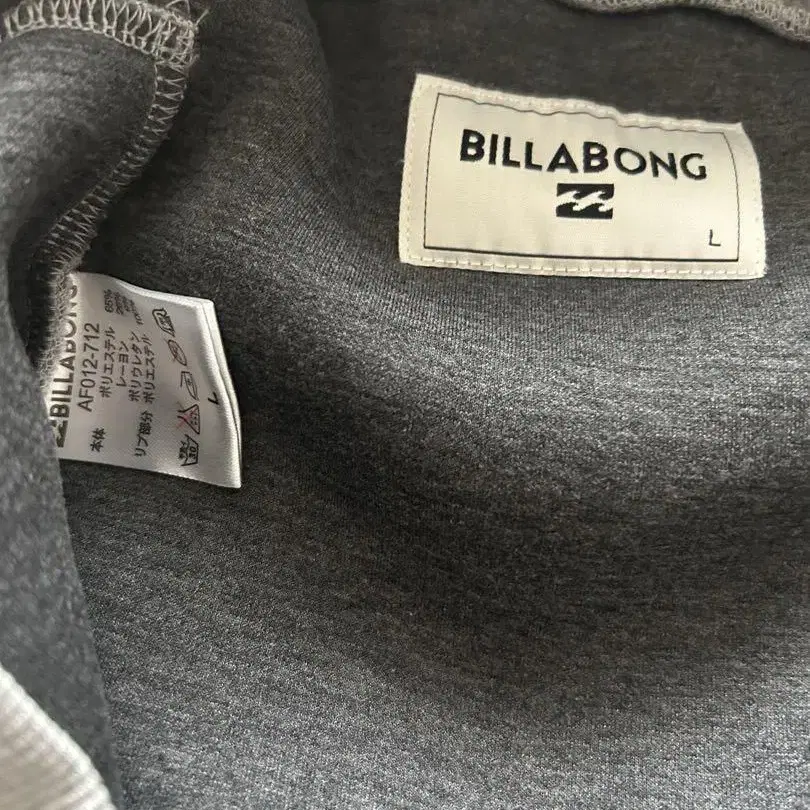 BILLABONG
L
BILLABONG
AF012-712
本体 ポリエステル 65%
レーヨン
ポリウレタン
リブ部分 ポリエステル
L